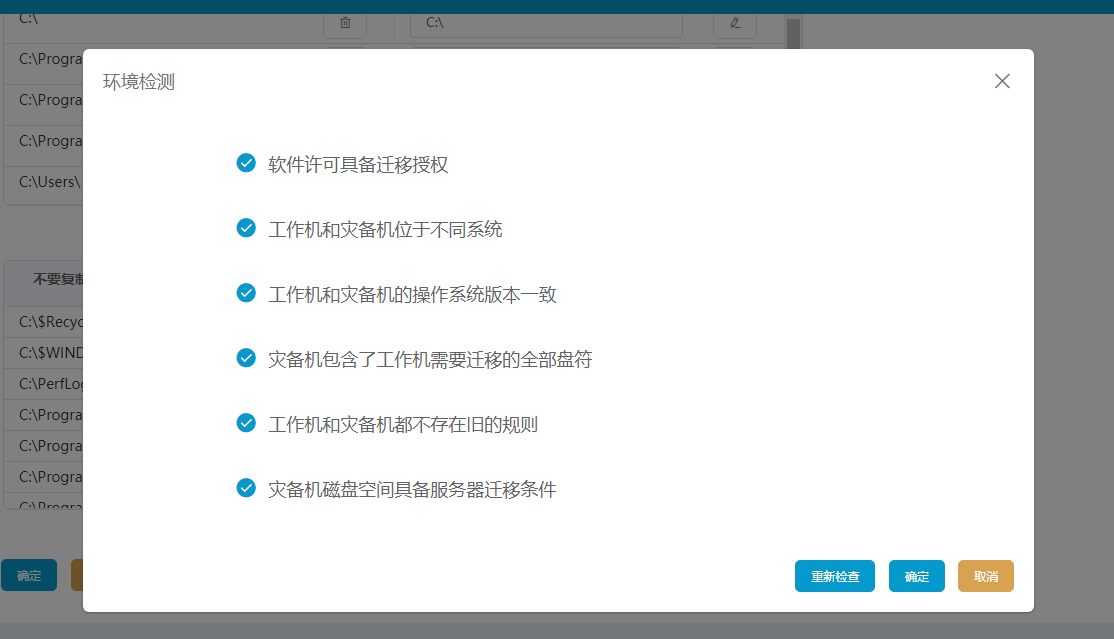 C:\
C:\
C:\Progra
C:\Progra
C:\Progra
C:\Users\
不要复制
C:\$Recyc
C:\$WIND
C:\PerfLog
C:\Progra
C:\Progra
C:\Progra
C:\Progra
确定
环境检测
软件许可具备迁移授权
工作机和灾备机位于不同系统
工作机和灾备机的操作系统版本一致
灾备机包含了工作机需要迁移的全部盘符
工作机和灾备机都不存在旧的规则
灾备机磁盘空间具备服务器迁移条件
重新检查
确定
取消